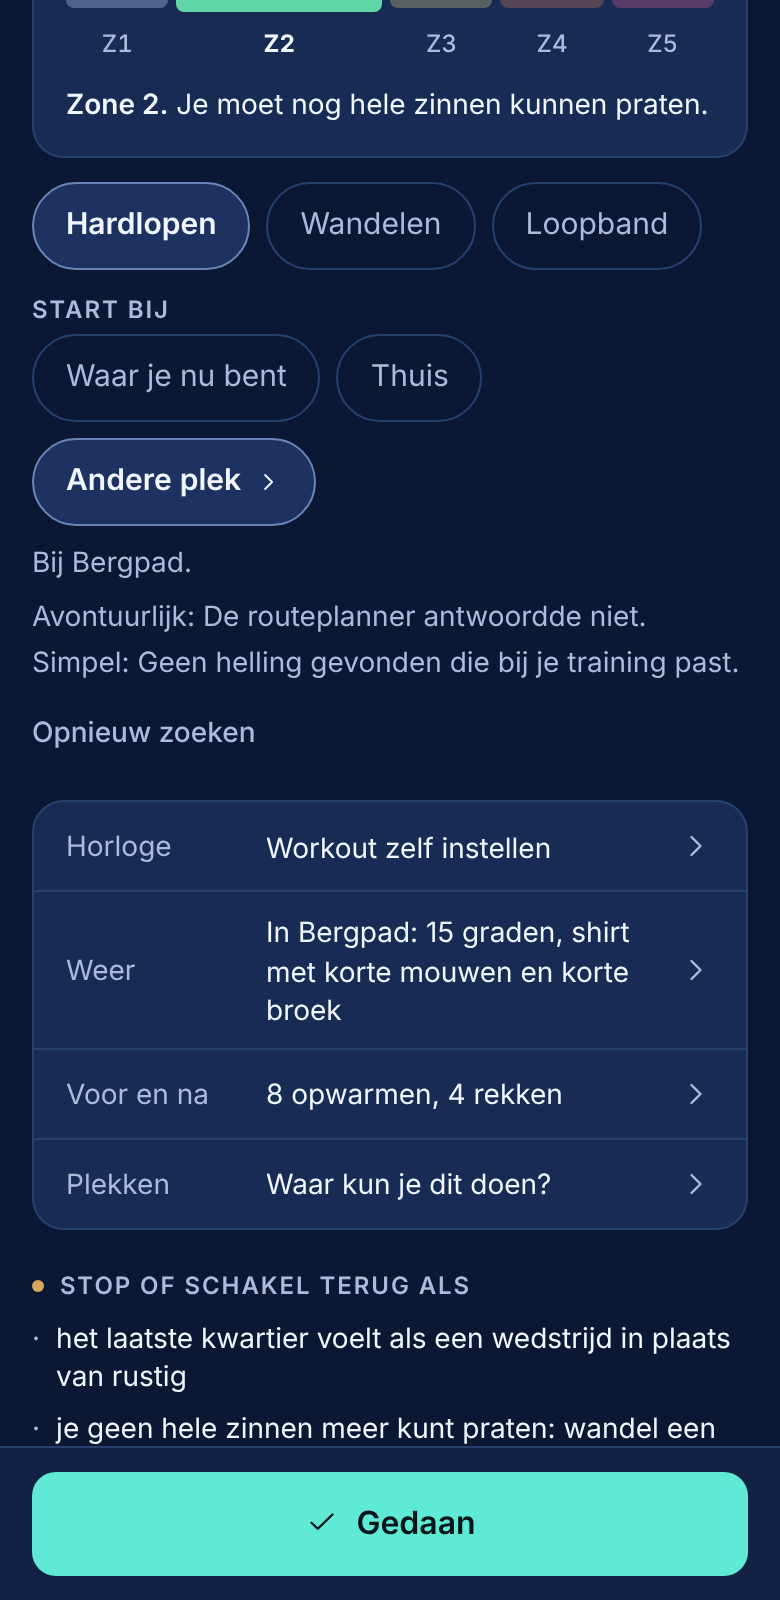 Z1 Z2 Z3 Z4 Z5
Zone 2. Je moet nog hele zinnen kunnen praten.
Hardlopen Wandelen Loopband
START BIJ
Waar je nu bent Thuis
Andere plek
Bij Bergpad.
Avontuurlijk: De routeplanner antwoordde niet.
Simpel: Geen helling gevonden die bij je training past.
Opnieuw zoeken
Horloge Workout zelf instellen
Weer In Bergpad: 15 graden, shirt
met korte mouwen en korte
broek
Voor en na 8 opwarmen, 4 rekken
Plekken Waar kun je dit doen?
STOP OF SCHAKEL TERUG ALS
· het laatste kwartier voelt als een wedstrijd in plaats
van rustig
· je geen hele zinnen meer kunt praten: wandel een
Gedaan